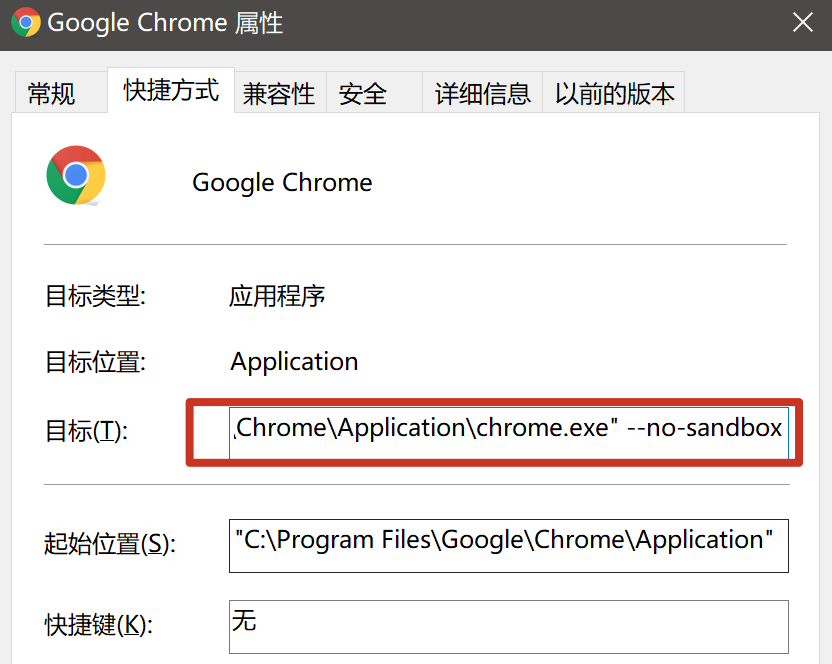 Google Chrome 属性
常规 快捷方式 兼容性 安全 详细信息 以前的版本
Google Chrome
目标类型: 应用程序
目标位置: Application
目标(T): \Chrome\Application\chrome.exe" --no-sandbox
起始位置(S): "C:\Program Files\Google\Chrome\Application"
快捷键(K): 无